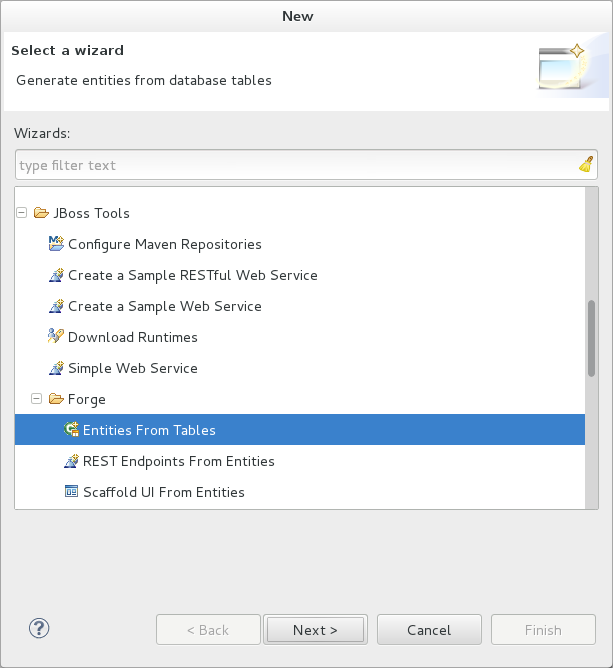 New
Select a wizard
Generate entities from database tables
Wizards:
type filter text
JBoss Tools
Configure Maven Repositories
Create a Sample RESTful Web Service
Create a Sample Web Service
Download Runtimes
Simple Web Service
Forge
Entities From Tables
REST Endpoints From Entities
Scaffold UI From Entities
? < Back Next > Cancel Finish